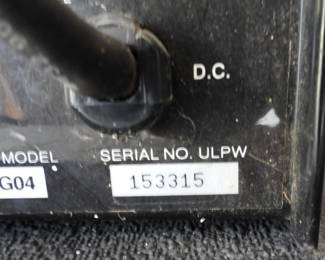 D.C.
MODEL SERIAL NO. ULPW
G04 153315